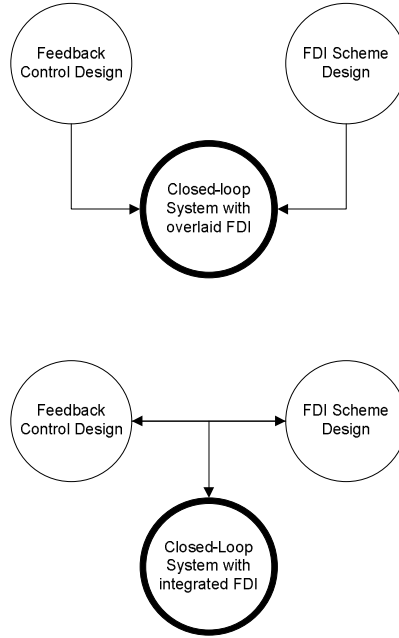 Feedback
Control Design
FDI Scheme
Design
Closed-loop
System with
overlaid FDI
Feedback
Control Design
FDI Scheme
Design
Closed-Loop
System with
integrated FDI